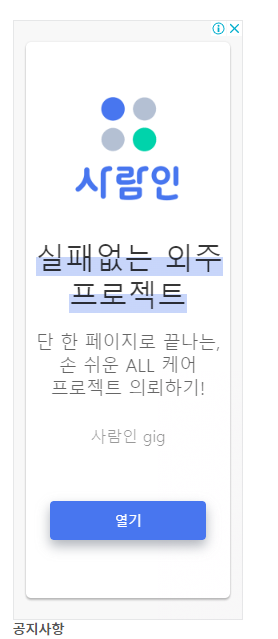 사람인
실패없는 외주
프로젝트
단 한 페이지로 끝나는,
손 쉬운 ALL 케어
프로젝트 의뢰하기!
사람인 gig
열기
공지사항